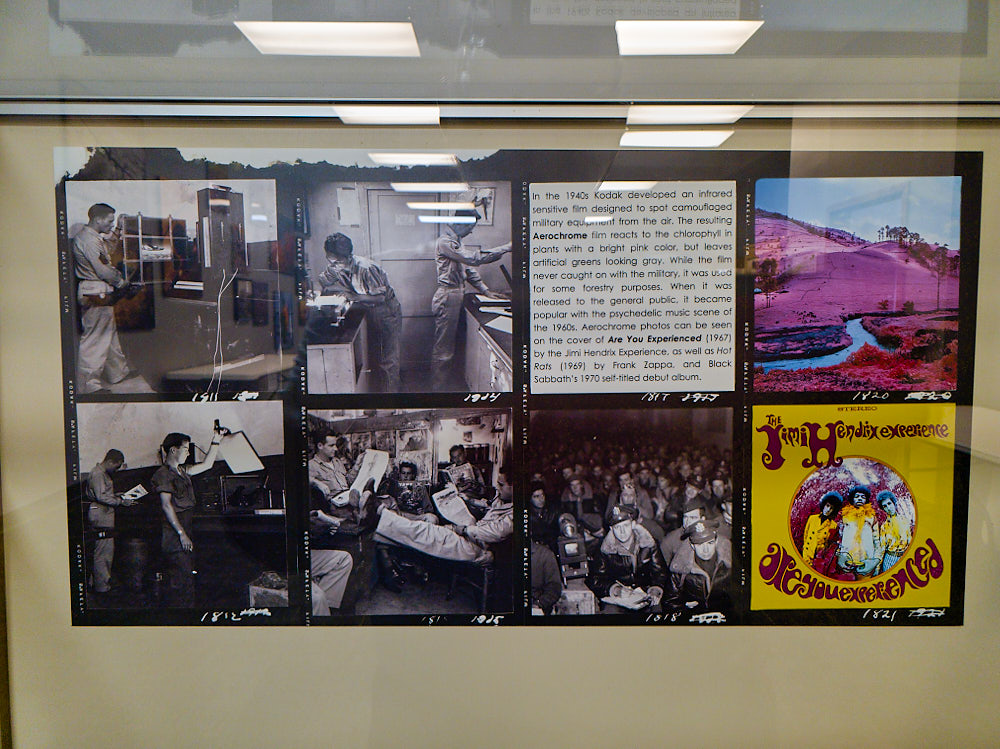 In the 1940s Kodak developed an infrared
sensitive film designed to spot camouflaged
military equipment from the air. The resulting
Aerochrome film reacts to the chlorophyll in
plants with a bright pink color, but leaves
artificial greens looking gray. While the film
never caught on with the military, it was used
for some forestry purposes. When it was
released to the general public, it became
popular with the psychedelic music scene of
the 1960s. Aerochrome photos can be seen
on the cover of Are You Experienced (1967)
by the Jimi Hendrix Experience, as well as Hot
Rats (1969) by Frank Zappa, and Black
Sabbath's 1970 self-titled debut album.
1817
1820
STEREO
THE
Jimi Hendrix experience
Are you experienced
1812
1818
1821